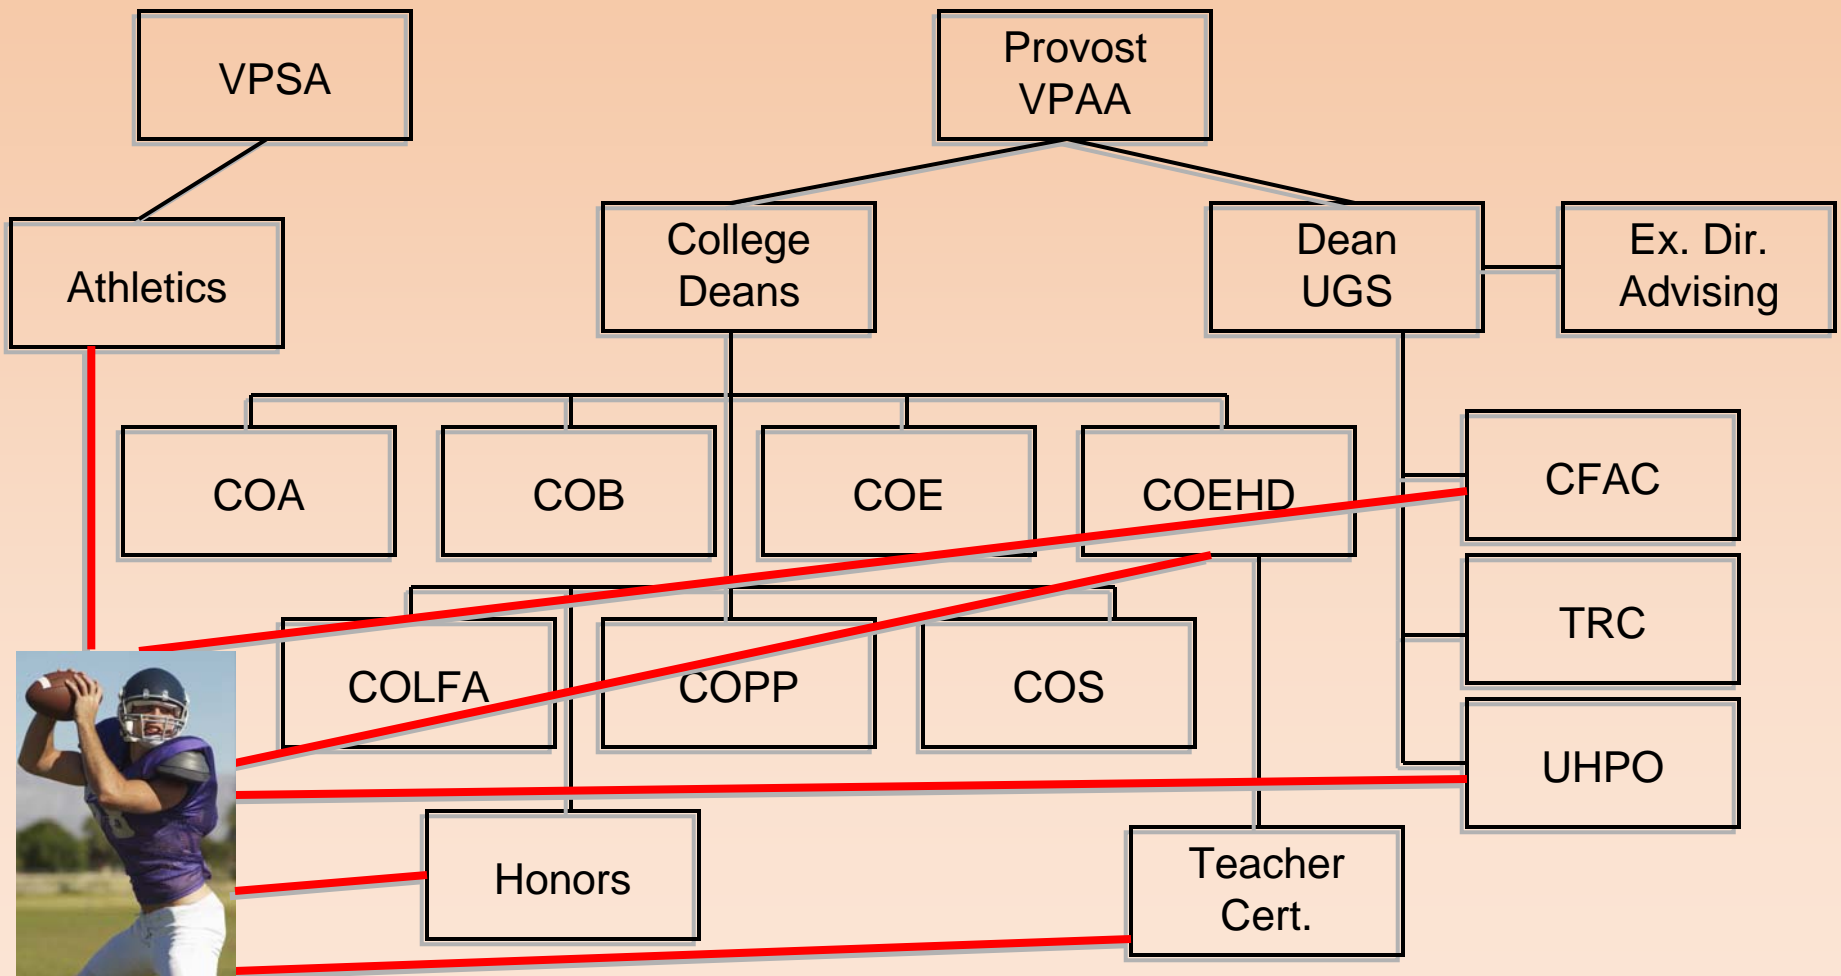 VPSA
Provost
VPAA
Athletics
College
Deans
Dean
UGS
Ex. Dir.
Advising
COA
COB
COE
COEHD
CFAC
TRC
COLFA
COPP
COS
UHPO
Honors
Teacher
Cert.